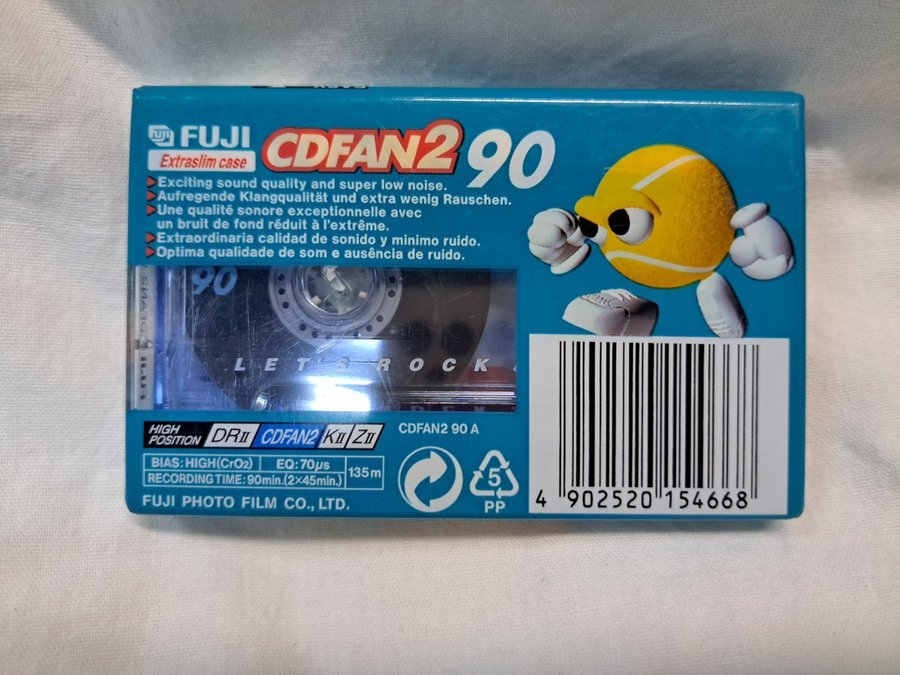 FUJI
CDFAN2 90
Extraslim case
Exciting sound quality and super low noise.
Aufregende Klangqualität und extra wenig Rauschen.
Une qualité sonore exceptionnelle avec
un bruit de fond réduit à l'extrême.
Extraordinaria calidad de sonido y minimo ruido.
Optima qualidade de som e ausência de ruido.
90
LET'S ROCK
HIGH POSITION DRII CDFAN2 KII ZII
CDFAN2 90 A
BIAS: HIGH(CrO2) EQ: 70µs 135m
RECORDING TIME: 90min.(2×45min.)
FUJI PHOTO FILM CO., LTD.
5
PP
4 902520 154668